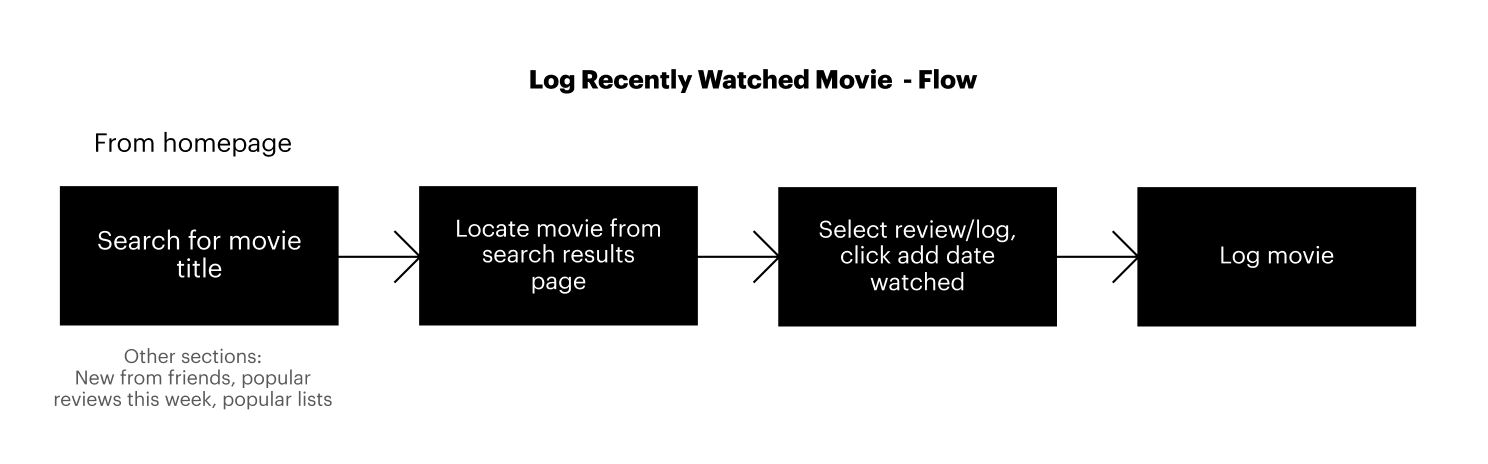 Log Recently Watched Movie - Flow
From homepage
Search for movie
title
Locate movie from
search results
page
Select review/log,
click add date
watched
Log movie
Other sections:
New from friends, popular
reviews this week, popular lists